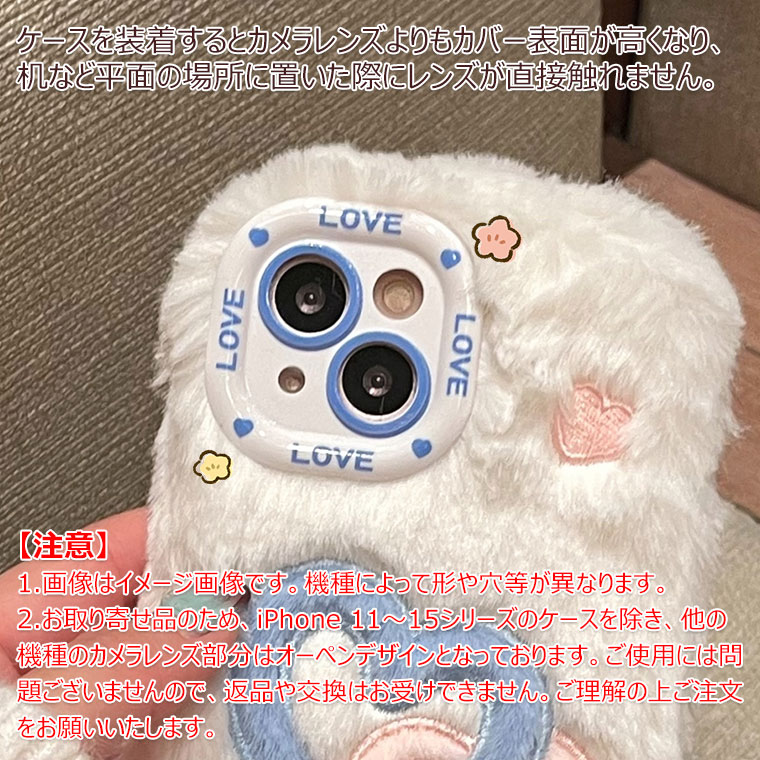 ケースを装着するとカメラレンズよりもカバー表面が高くなり、
机など平面の場所に置いた際にレンズが直接触れません。
LOVE
LOVE
LOVE
LOVE
【注意】
1.画像はイメージ画像です。機種によって形や穴等が異なります。
2.お取り寄せ品のため、iPhone 11～15シリーズのケースを除き、他の
機種のカメラレンズ部分はオーペンデザインとなっております。ご使用には問
題ございませんので、返品や交換はお受けできません。ご理解の上ご注文
をお願いいたします。